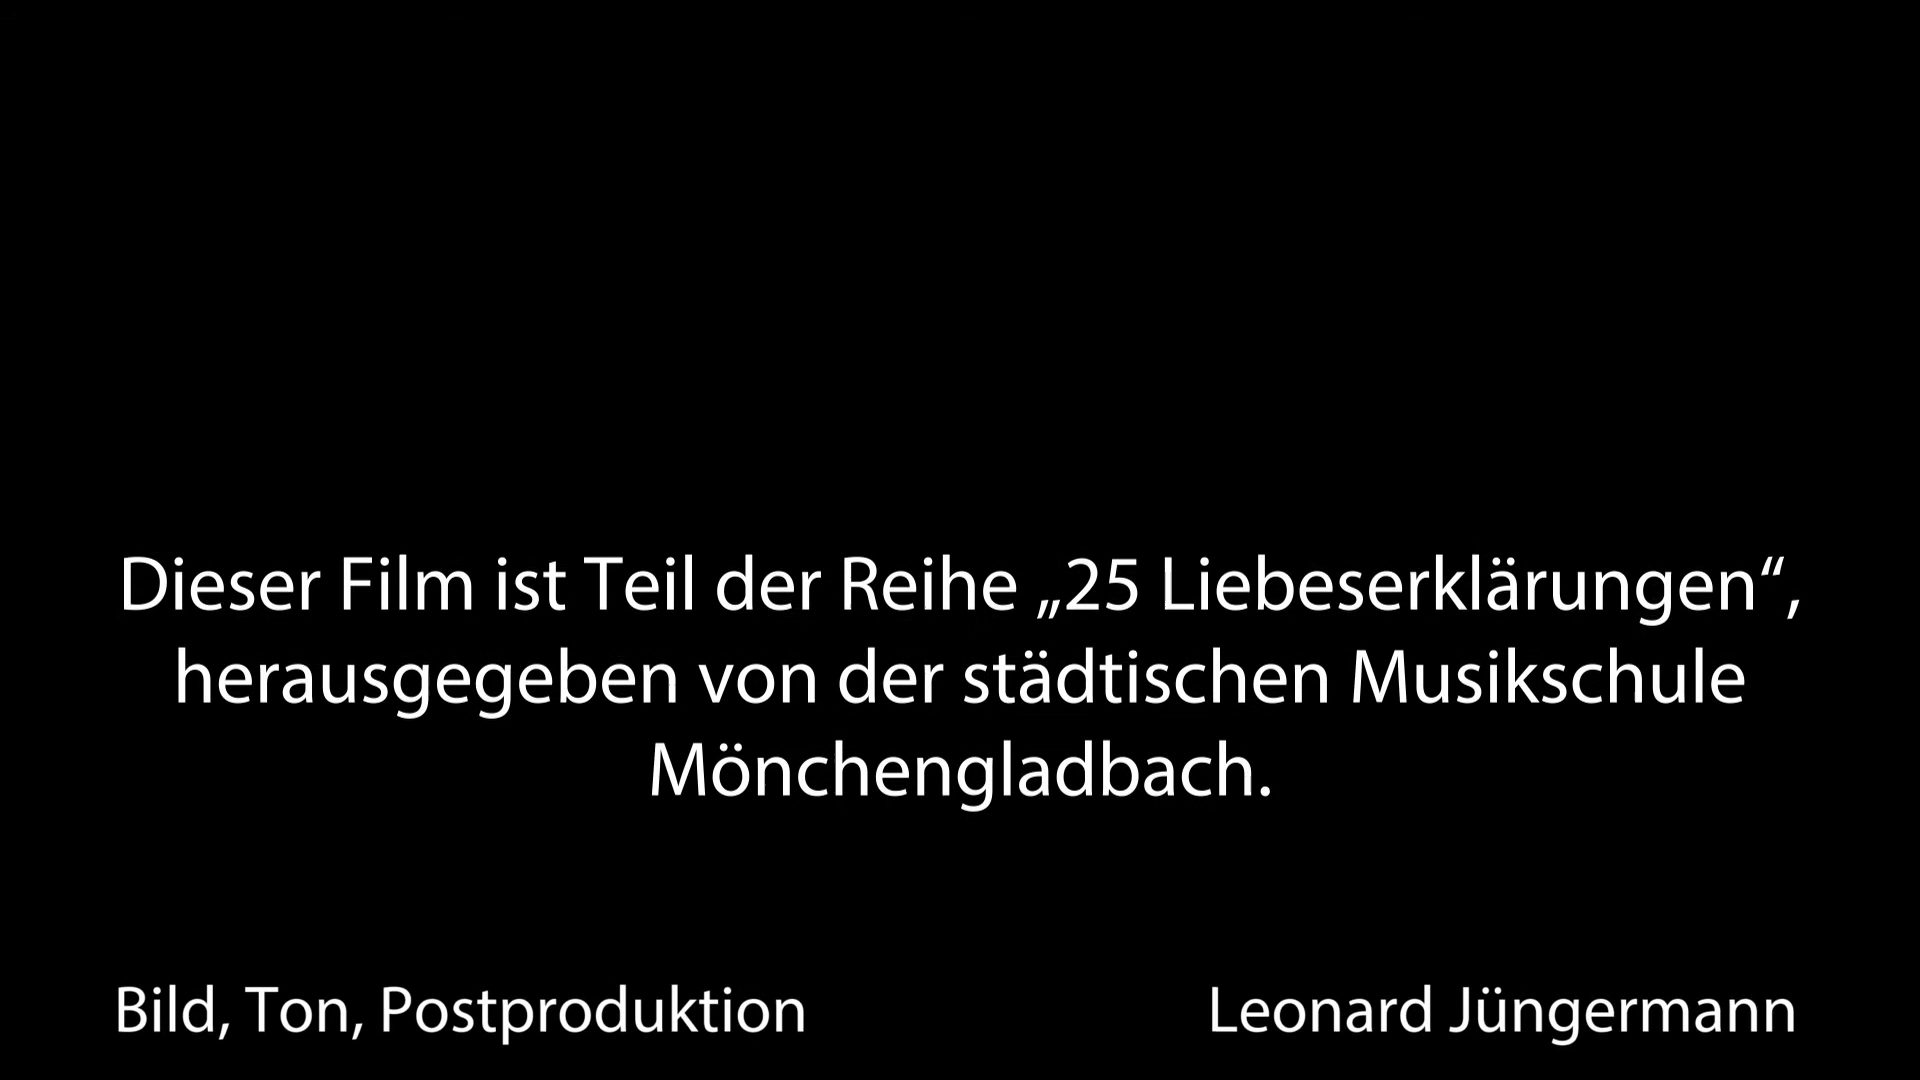 Dieser Film ist Teil der Reihe „25 Liebeserklärungen“,
herausgegeben von der städtischen Musikschule
Mönchengladbach.
Bild, Ton, Postproduktion Leonard Jüngermann